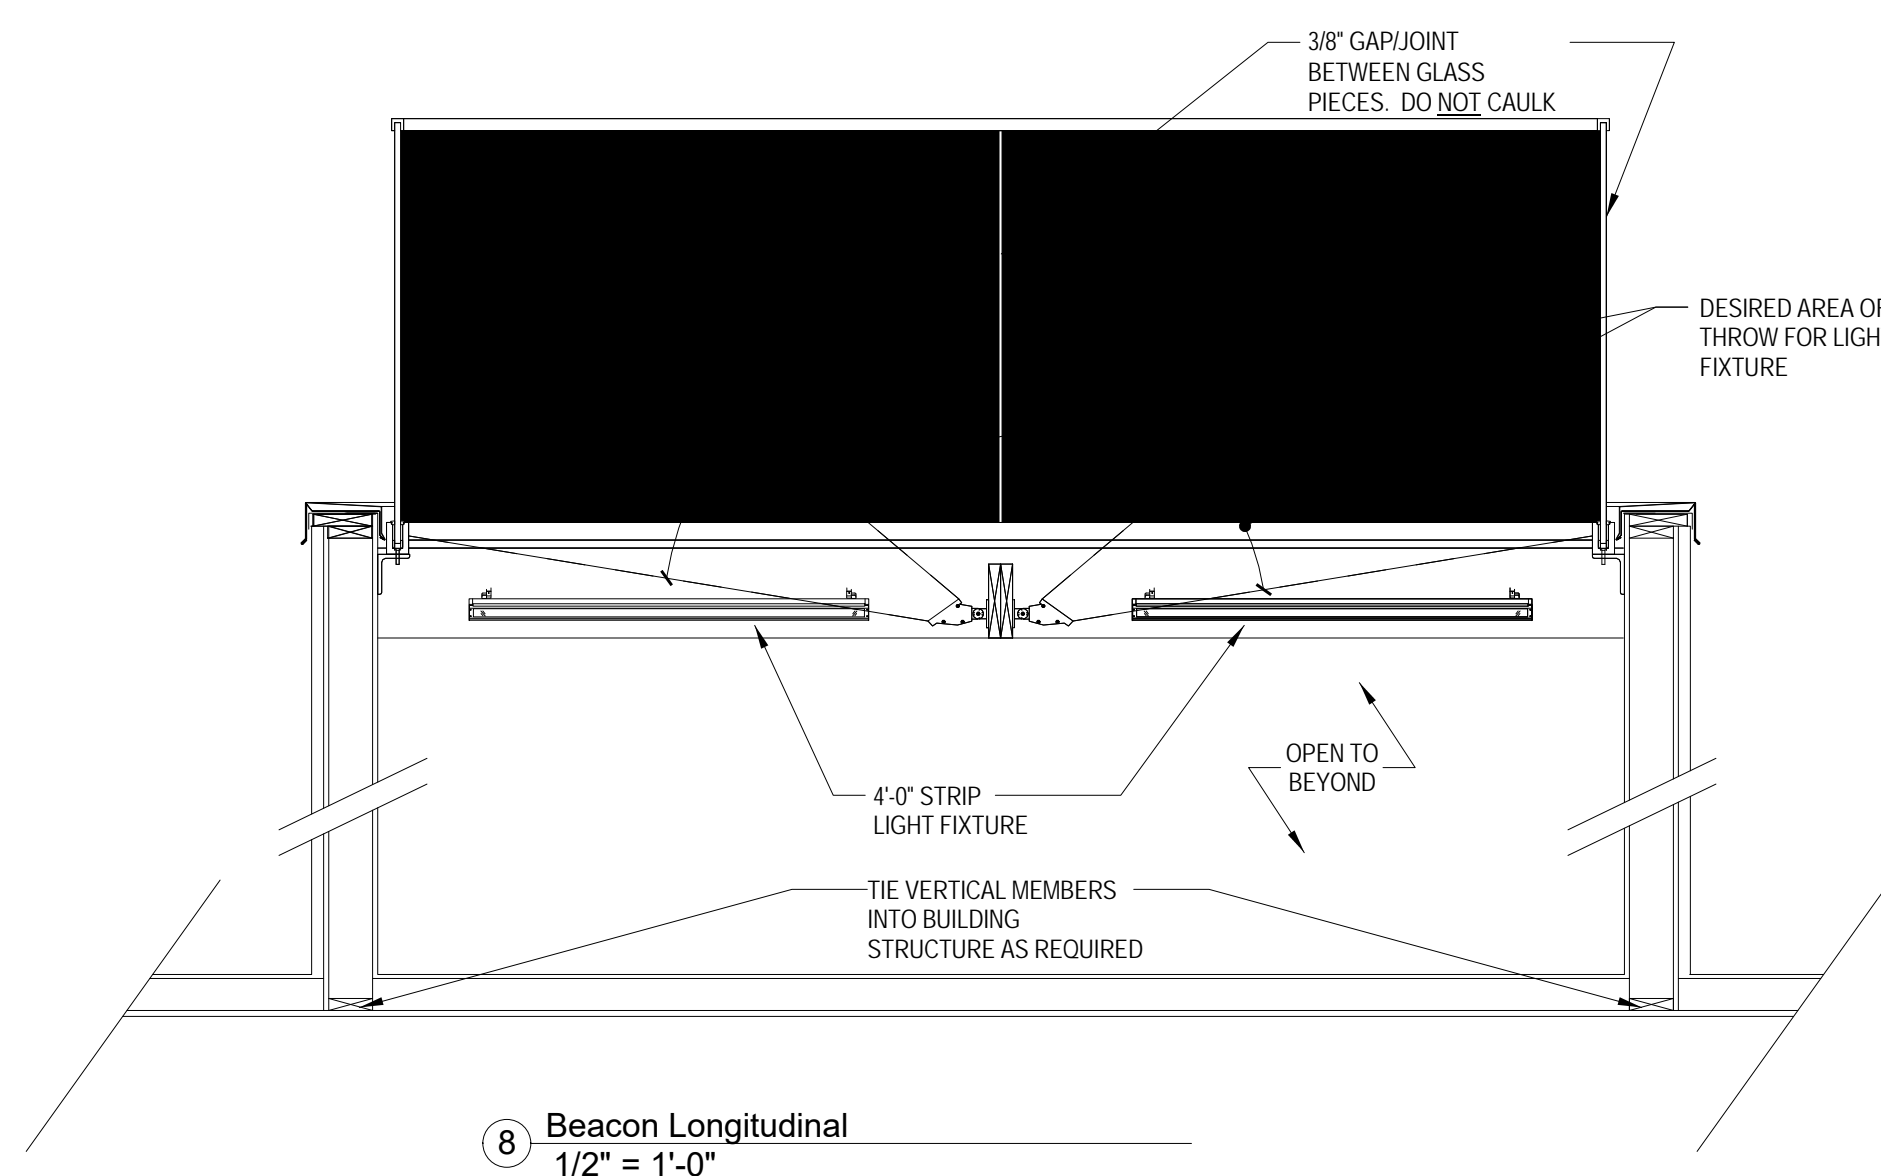 3/8" GAP/JOINT
BETWEEN GLASS
PIECES. DO NOT CAULK
DESIRED AREA OF
THROW FOR LIGH
FIXTURE
OPEN TO
BEYOND
4'-0" STRIP
LIGHT FIXTURE
TIE VERTICAL MEMBERS
INTO BUILDING
STRUCTURE AS REQUIRED
8 Beacon Longitudinal
1/2" = 1'-0"